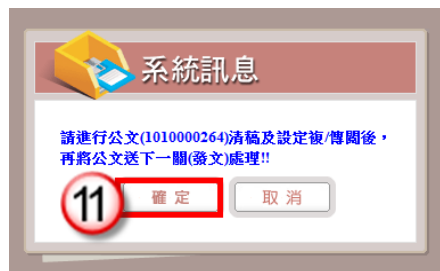 系統訊息
請進行公文(1010000264)清稿及設定複/傳閱後，
再將公文送下一關(發文)處理!!
11 確定 取消